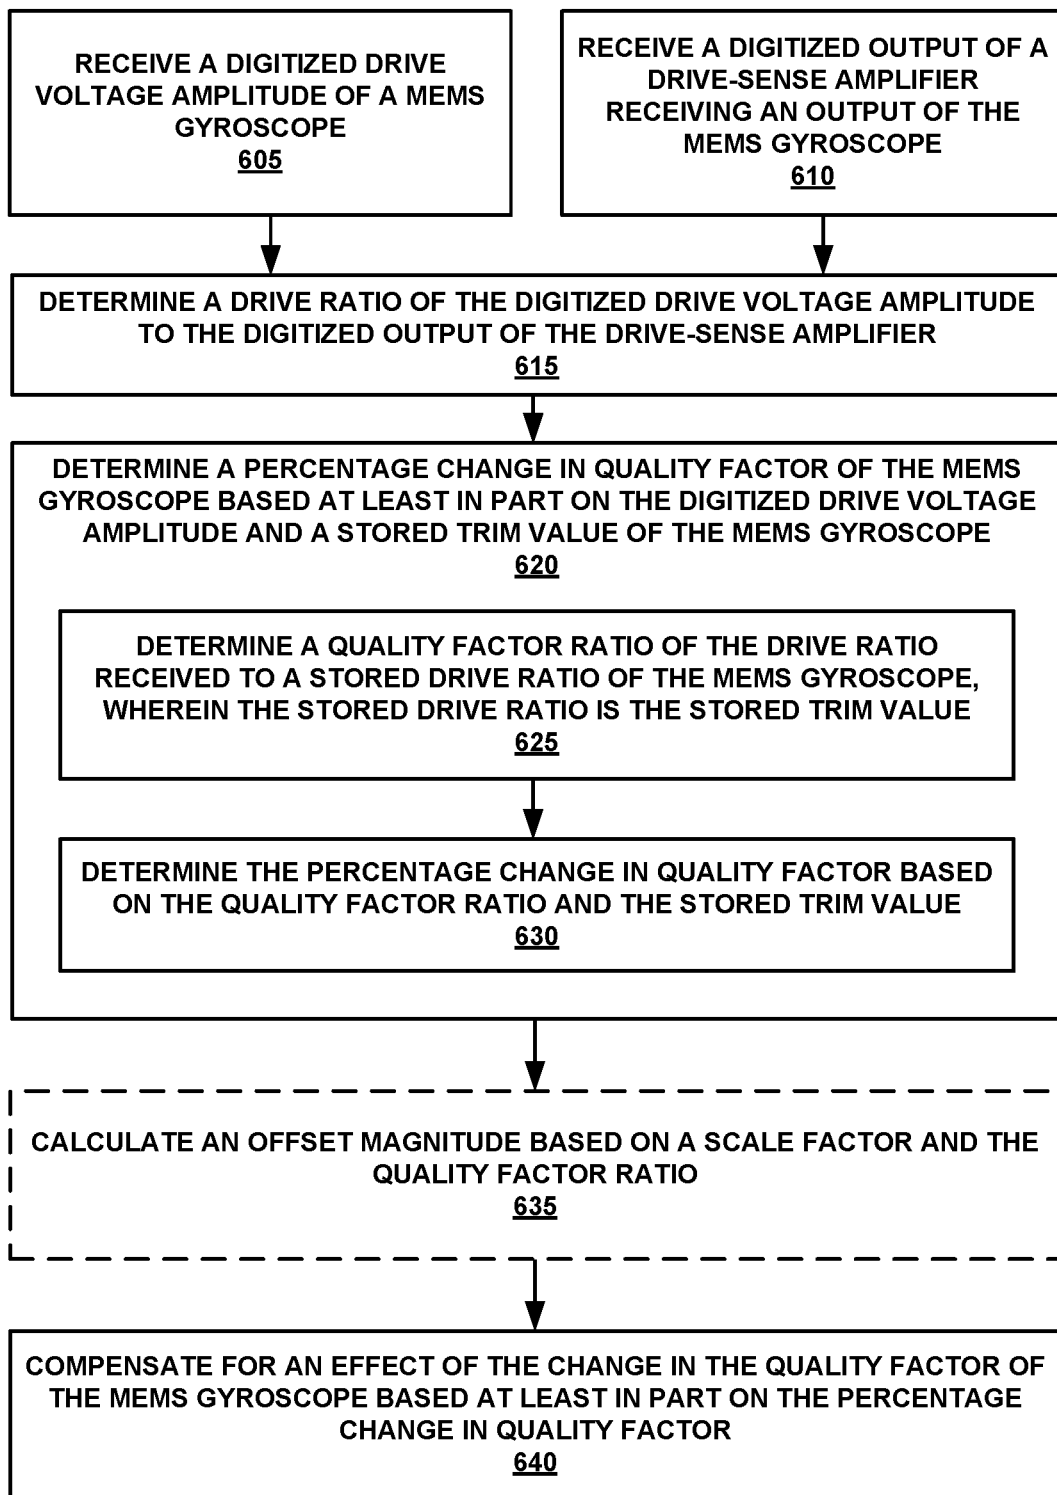 RECEIVE A DIGITIZED DRIVE
VOLTAGE AMPLITUDE OF A MEMS
GYROSCOPE
605
RECEIVE A DIGITIZED OUTPUT OF A
DRIVE-SENSE AMPLIFIER
RECEIVING AN OUTPUT OF THE
MEMS GYROSCOPE
610
DETERMINE A DRIVE RATIO OF THE DIGITIZED DRIVE VOLTAGE AMPLITUDE
TO THE DIGITIZED OUTPUT OF THE DRIVE-SENSE AMPLIFIER
615
DETERMINE A PERCENTAGE CHANGE IN QUALITY FACTOR OF THE MEMS
GYROSCOPE BASED AT LEAST IN PART ON THE DIGITIZED DRIVE VOLTAGE
AMPLITUDE AND A STORED TRIM VALUE OF THE MEMS GYROSCOPE
620
DETERMINE A QUALITY FACTOR RATIO OF THE DRIVE RATIO
RECEIVED TO A STORED DRIVE RATIO OF THE MEMS GYROSCOPE,
WHEREIN THE STORED DRIVE RATIO IS THE STORED TRIM VALUE
625
DETERMINE THE PERCENTAGE CHANGE IN QUALITY FACTOR BASED
ON THE QUALITY FACTOR RATIO AND THE STORED TRIM VALUE
630
CALCULATE AN OFFSET MAGNITUDE BASED ON A SCALE FACTOR AND THE
QUALITY FACTOR RATIO
635
COMPENSATE FOR AN EFFECT OF THE CHANGE IN THE QUALITY FACTOR OF
THE MEMS GYROSCOPE BASED AT LEAST IN PART ON THE PERCENTAGE
CHANGE IN QUALITY FACTOR
640